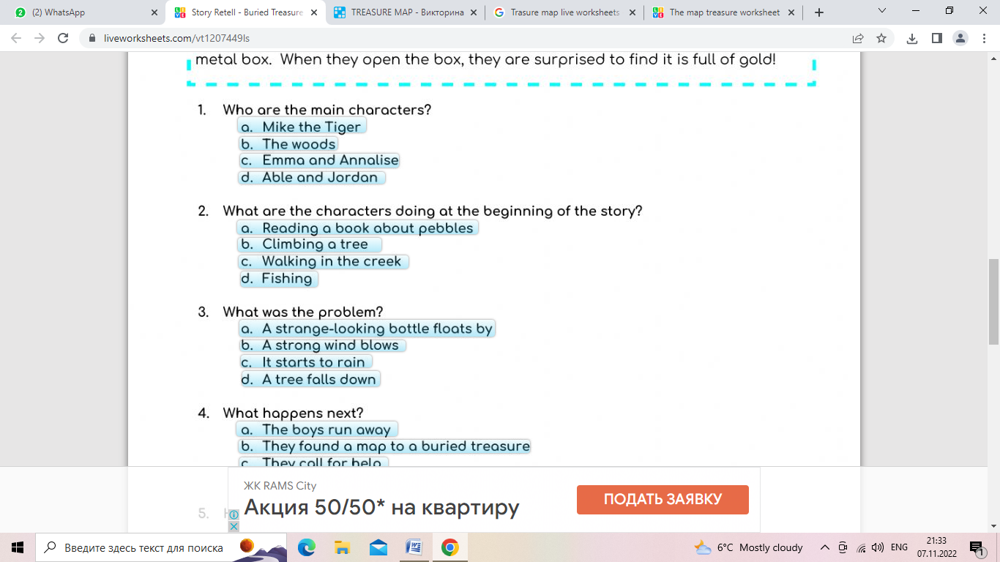 (2) WhatsApp
Story Retell - Buried Treasure
TREASURE MAP - Викторина
Trasure map live worksheets
The map treasure worksheet
liveworksheets.com/vt1207449ls
metal box. When they open the box, they are surprised to find it is full of gold!
1. Who are the main characters?
a. Mike the Tiger
b. The woods
c. Emma and Annalise
d. Able and Jordan
2. What are the characters doing at the beginning of the story?
a. Reading a book about pebbles
b. Climbing a tree
c. Walking in the creek
d. Fishing
3. What was the problem?
a. A strange-looking bottle floats by
b. A strong wind blows
c. It starts to rain
d. A tree falls down
4. What happens next?
a. The boys run away
b. They found a map to a buried treasure
c. They call for help
5.
ЖК RAMS City
Акция 50/50* на квартиру
ПОДАТЬ ЗАЯВКУ
Введите здесь текст для поиска
6°C Mostly cloudy
ENG
21:33
07.11.2022
1